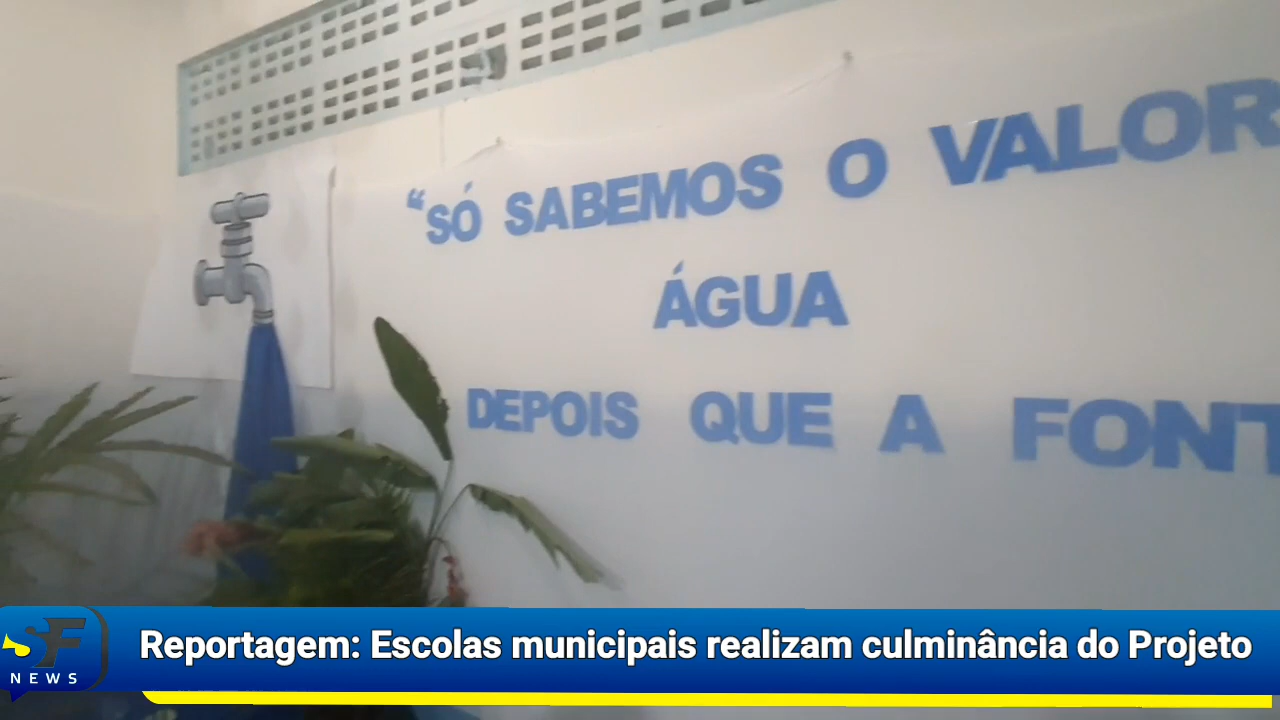 “SÓ SABEMOS O VALOR
ÁGUA
DEPOIS QUE A FONT
SF
NEWS
Reportagem: Escolas municipais realizam culminância do Projeto